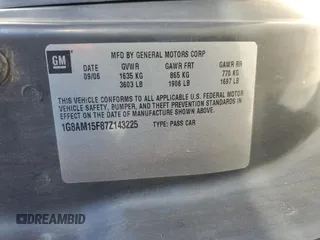 GM
MFD BY GENERAL MOTORS CORP
DATE GVWR GAWR FRT GAWR RR
09/06 1635 KG 865 KG 770 KG
3603 LB 1906 LB 1697 LB
THIS VEHICLE CONFORMS TO ALL APPLICABLE U.S. FEDERAL MOTOR
VEHICLE SAFETY, BUMPER, AND THEFT PREVENTION STANDARDS
IN EFFECT ON THE DATE OF MANUFACTURE SHOWN ABOVE.
1G8AM15F87Z143225 TYPE: PASS CAR
DREAMBID